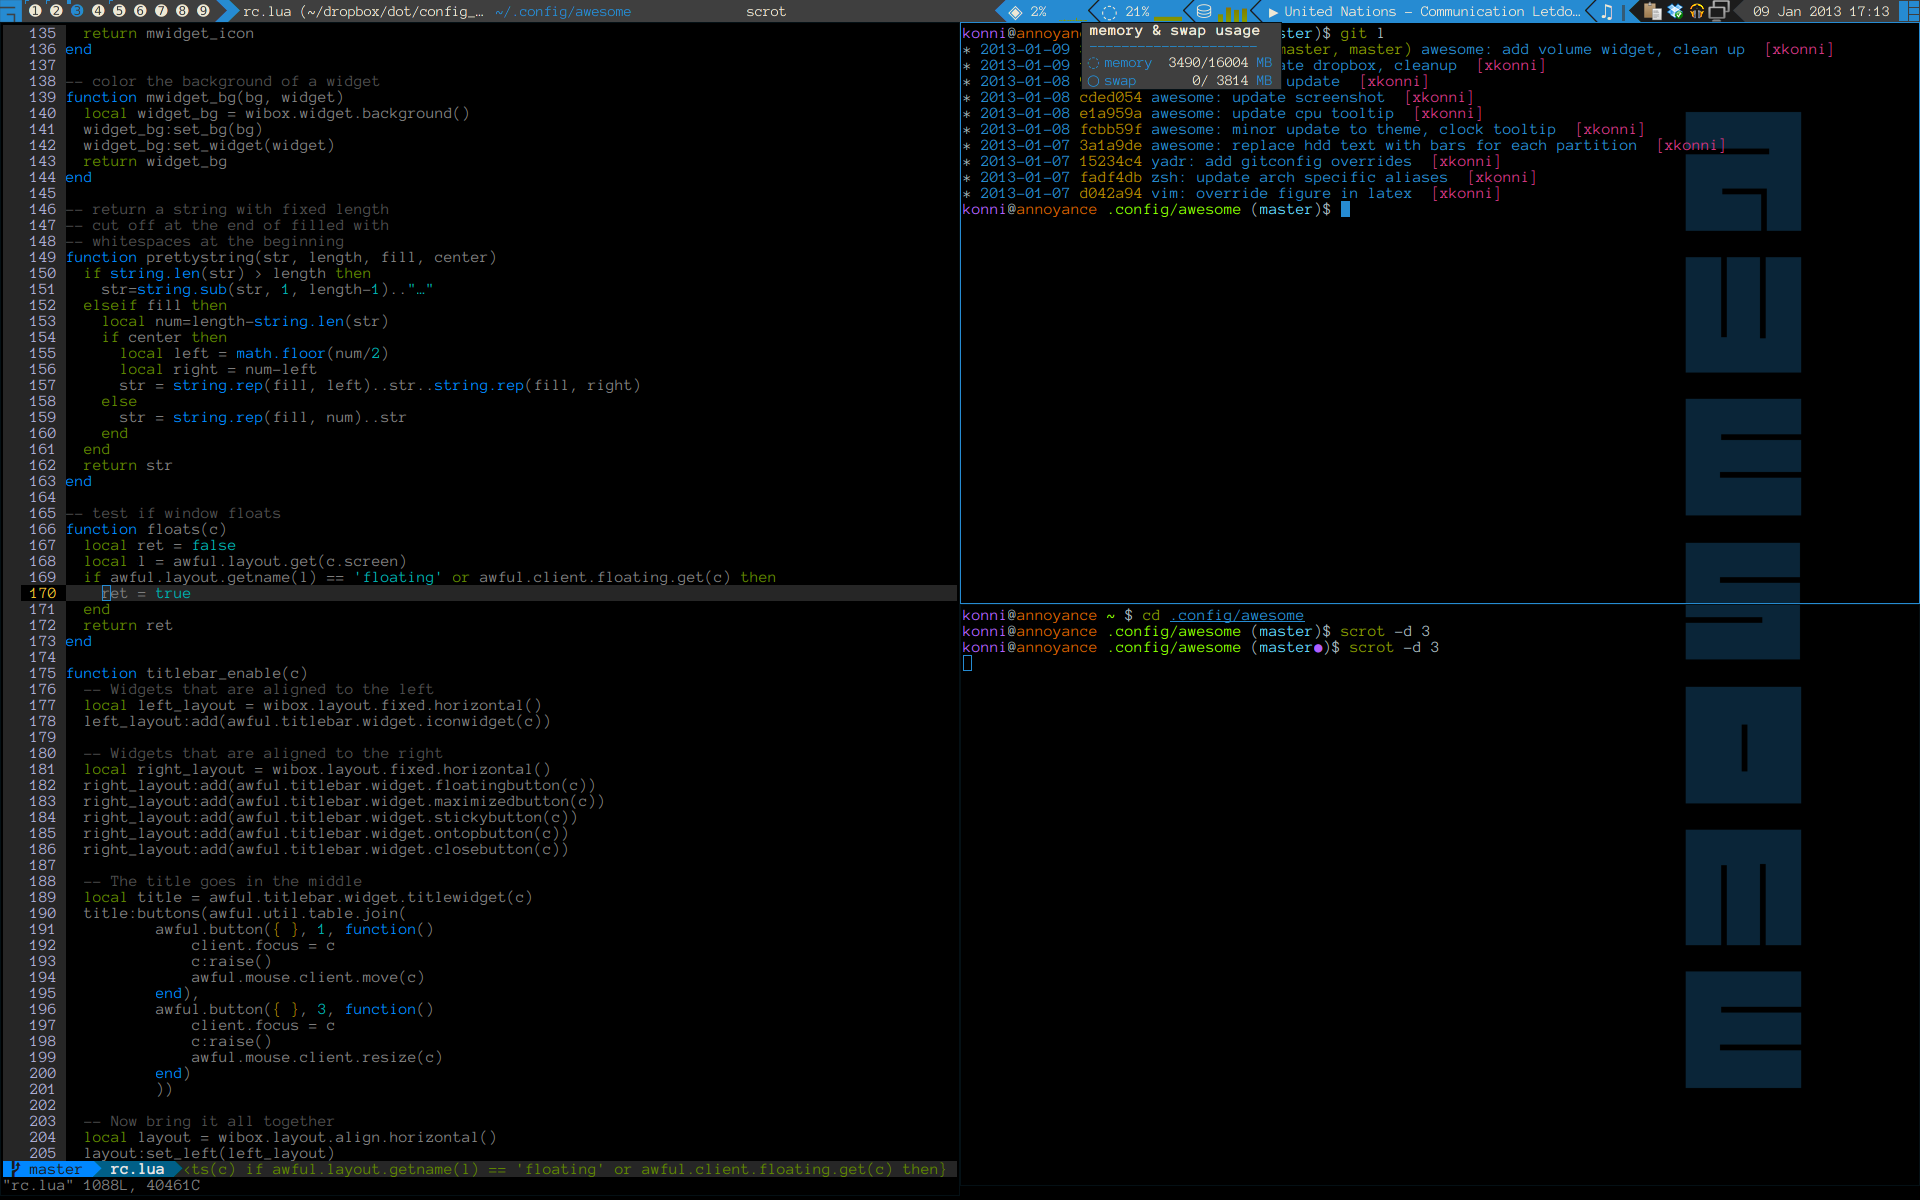 1 2 3 4 5 6 7 8 9 rc.lua (~/dropbox/dot/config_… ~/.config/awesome scrot 2% 21% ▶ United Nations - Communication Letdo… 09 Jan 2013 17:13
135 return mwidget_icon
136 end
137
138 -- color the background of a widget
139 function mwidget_bg(bg, widget)
140 local widget_bg = wibox.widget.background()
141 widget_bg:set_bg(bg)
142 widget_bg:set_widget(widget)
143 return widget_bg
144 end
145
146 -- return a string with fixed length
147 -- cut off at the end of filled with
148 -- whitespaces at the beginning
149 function prettystring(str, length, fill, center)
150 if string.len(str) > length then
151 str=string.sub(str, 1, length-1).."…"
152 elseif fill then
153 local num=length-string.len(str)
154 if center then
155 local left = math.floor(num/2)
156 local right = num-left
157 str = string.rep(fill, left)..str..string.rep(fill, right)
158 else
159 str = string.rep(fill, num)..str
160 end
161 end
162 return str
163 end
164
165 -- test if window floats
166 function floats(c)
167 local ret = false
168 local l = awful.layout.get(c.screen)
169 if awful.layout.getname(l) == 'floating' or awful.client.floating.get(c) then
170 ret = true
171 end
172 return ret
173 end
174
175 function titlebar_enable(c)
176 -- Widgets that are aligned to the left
177 local left_layout = wibox.layout.fixed.horizontal()
178 left_layout:add(awful.titlebar.widget.iconwidget(c))
179
180 -- Widgets that are aligned to the right
181 local right_layout = wibox.layout.fixed.horizontal()
182 right_layout:add(awful.titlebar.widget.floatingbutton(c))
183 right_layout:add(awful.titlebar.widget.maximizedbutton(c))
184 right_layout:add(awful.titlebar.widget.stickybutton(c))
185 right_layout:add(awful.titlebar.widget.ontopbutton(c))
186 right_layout:add(awful.titlebar.widget.closebutton(c))
187
188 -- The title goes in the middle
189 local title = awful.titlebar.widget.titlewidget(c)
190 title:buttons(awful.util.table.join(
191 awful.button({ }, 1, function()
192 client.focus = c
193 c:raise()
194 awful.mouse.client.move(c)
195 end),
196 awful.button({ }, 3, function()
197 client.focus = c
198 c:raise()
199 awful.mouse.client.resize(c)
200 end)
201 ))
202
203 -- Now bring it all together
204 local layout = wibox.layout.align.horizontal()
205 layout:set_left(left_layout)
master rc.lua <ts(c) if awful.layout.getname(l) == 'floating' or awful.client.floating.get(c) then}
"rc.lua" 1088L, 40461C
konni@annoyanc ster)$ git l
* 2013-01-09 master, master) awesome: add volume widget, clean up [xkonni]
* 2013-01-09 te dropbox, cleanup [xkonni]
* 2013-01-08 update [xkonni]
* 2013-01-08 cded054 awesome: update screenshot [xkonni]
* 2013-01-08 e1a959a awesome: update cpu tooltip [xkonni]
* 2013-01-08 fcbb59f awesome: minor update to theme, clock tooltip [xkonni]
* 2013-01-07 3a1a9de awesome: replace hdd text with bars for each partition [xkonni]
* 2013-01-07 15234c4 yadr: add gitconfig overrides [xkonni]
* 2013-01-07 fadf4db zsh: update arch specific aliases [xkonni]
* 2013-01-07 d042a94 vim: override figure in latex [xkonni]
konni@annoyance .config/awesome (master)$
memory & swap usage
--------------------
memory 3490/16004 MB
swap 0/ 3814 MB
konni@annoyance ~ $ cd .config/awesome
konni@annoyance .config/awesome (master)$ scrot -d 3
konni@annoyance .config/awesome (master●)$ scrot -d 3
a
w
e
s
o
m
e